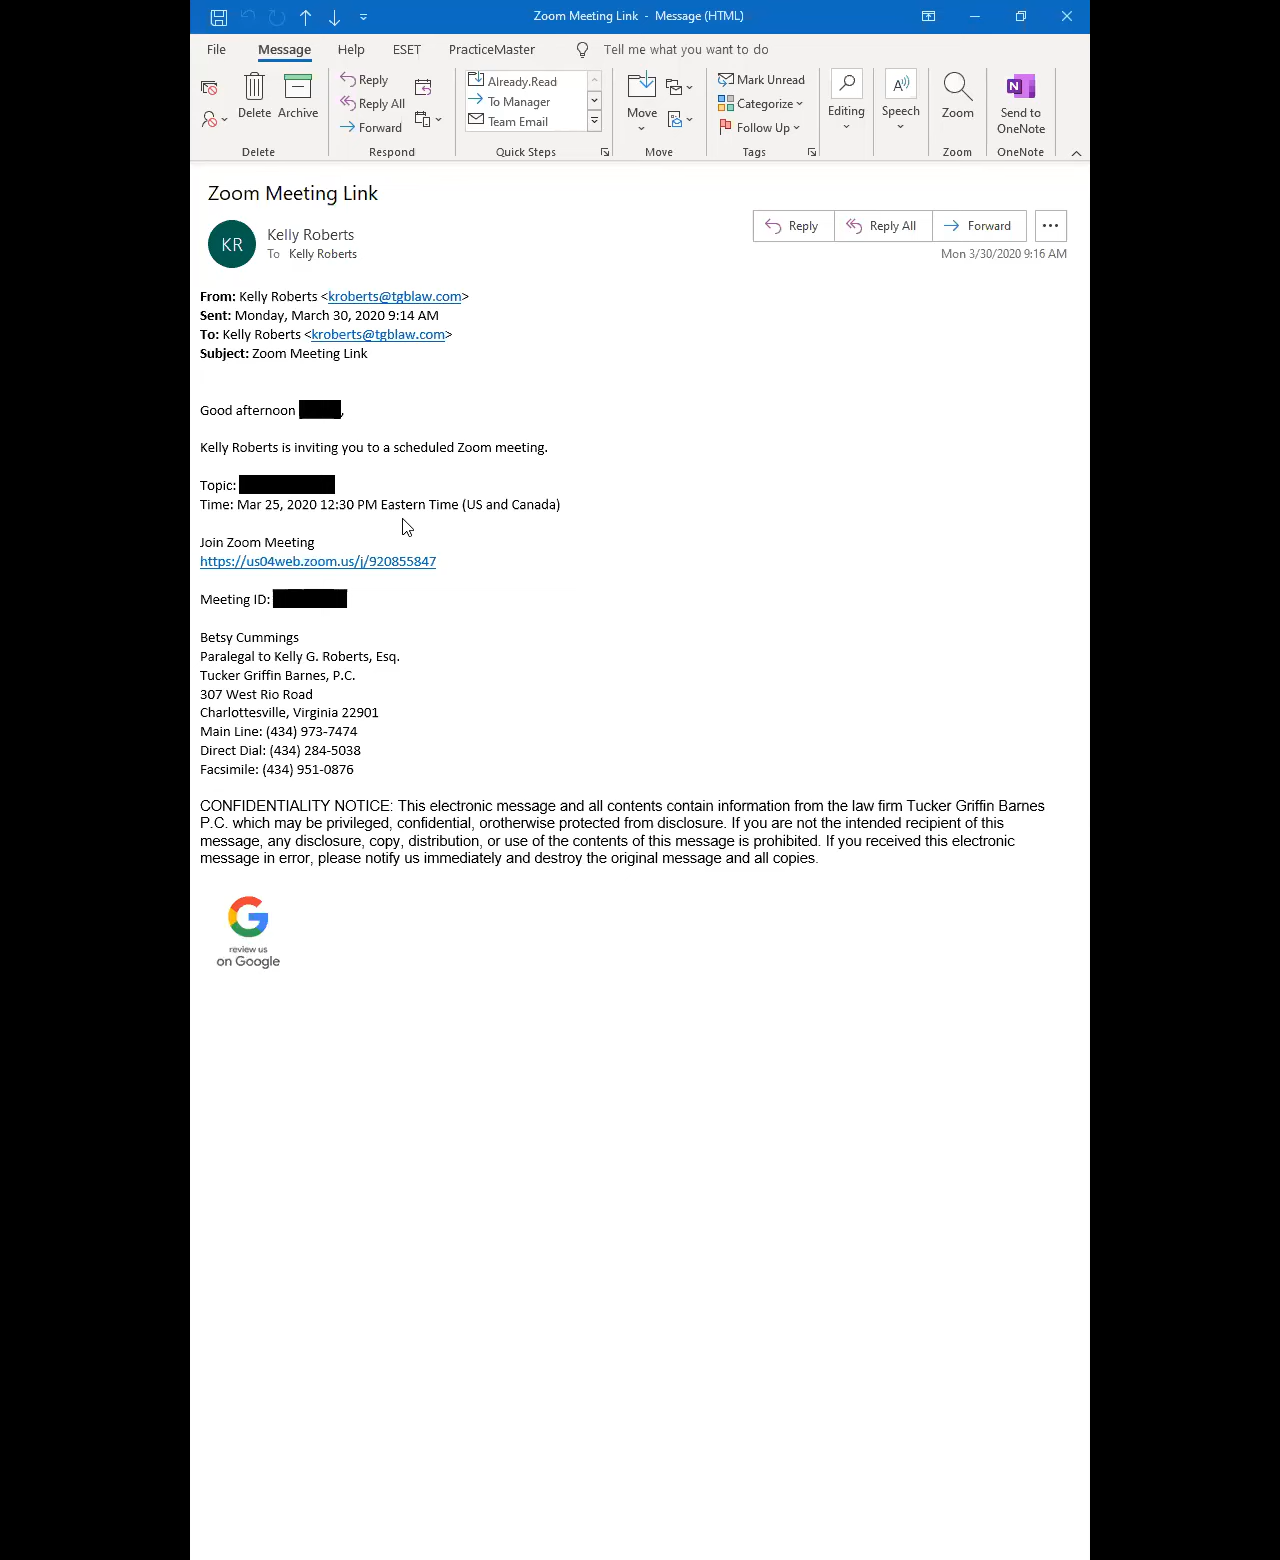 Zoom Meeting Link - Message (HTML)
File Message Help ESET PracticeMaster Tell me what you want to do
Delete Archive
Delete
Reply
Reply All
Forward
Respond
Already.Read
To Manager
Team Email
Quick Steps
Move
Move
Mark Unread
Categorize
Follow Up
Tags
Editing
Speech
Zoom
Zoom
Send to
OneNote
OneNote
Zoom Meeting Link
KR
Kelly Roberts
To Kelly Roberts
Reply Reply All Forward
Mon 3/30/2020 9:16 AM
From: Kelly Roberts <kroberts@tgblaw.com>
Sent: Monday, March 30, 2020 9:14 AM
To: Kelly Roberts <kroberts@tgblaw.com>
Subject: Zoom Meeting Link
Good afternoon ,
Kelly Roberts is inviting you to a scheduled Zoom meeting.
Topic:
Time: Mar 25, 2020 12:30 PM Eastern Time (US and Canada)
Join Zoom Meeting
https://us04web.zoom.us/j/920855847
Meeting ID:
Betsy Cummings
Paralegal to Kelly G. Roberts, Esq.
Tucker Griffin Barnes, P.C.
307 West Rio Road
Charlottesville, Virginia 22901
Main Line: (434) 973-7474
Direct Dial: (434) 284-5038
Facsimile: (434) 951-0876
CONFIDENTIALITY NOTICE: This electronic message and all contents contain information from the law firm Tucker Griffin Barnes
P.C. which may be privileged, confidential, orotherwise protected from disclosure. If you are not the intended recipient of this
message, any disclosure, copy, distribution, or use of the contents of this message is prohibited. If you received this electronic
message in error, please notify us immediately and destroy the original message and all copies.
review us
on Google